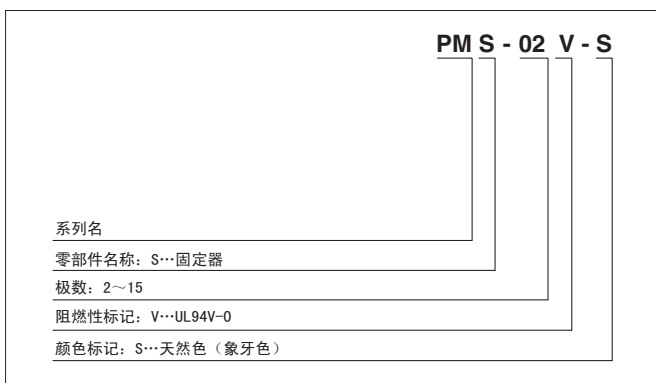 PM S - 02 V - S
系列名
零部件名称：S…固定器
极数：2～15
阻燃性标记：V…UL94V-0
颜色标记：S…天然色（象牙色）